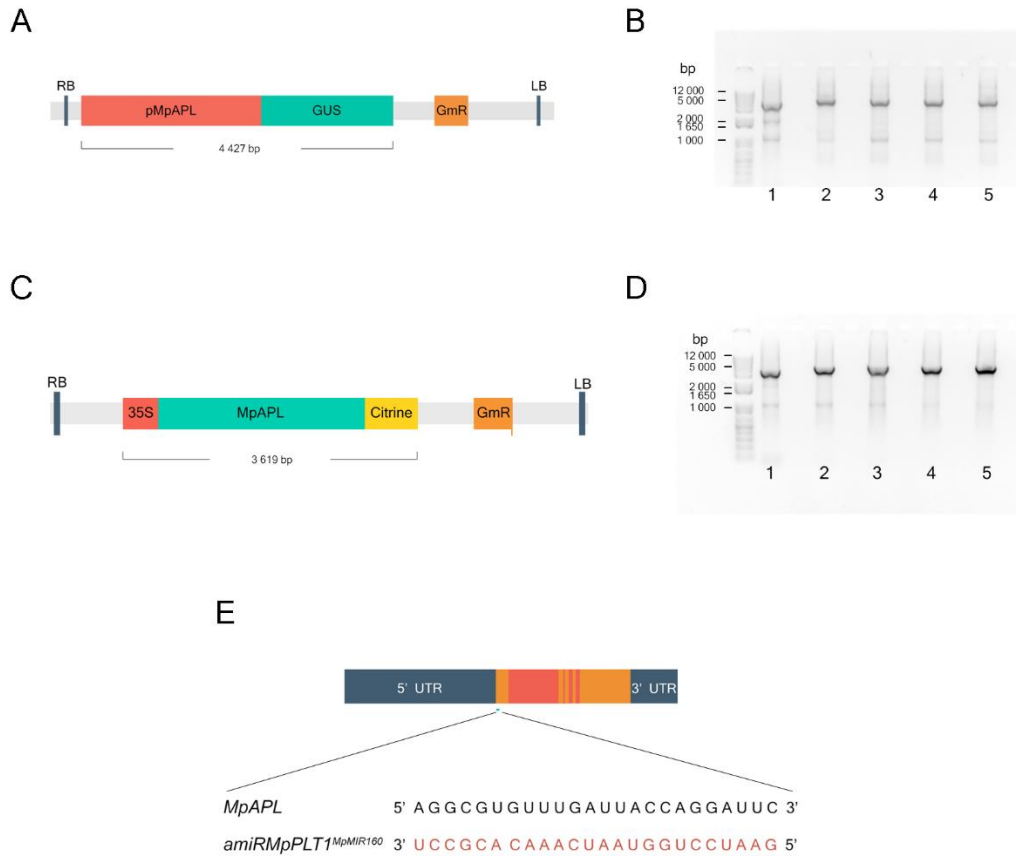 A
B
RB
LB
pMpAPL
GUS
GmR
4 427 bp
bp
12 000
5 000
2 000
1 650
1 000
1 2 3 4 5
C
D
RB
LB
35S
MpAPL
Citrine
GmR
3 619 bp
bp
12 000
5 000
2 000
1 650
1 000
1 2 3 4 5
E
5' UTR
3' UTR
MpAPL 5' AGGCGUGUUUGAUUACCAGGAUUC 3'
amiRMpPLT1MpMIR160 3' UCCGCA CAAACUAAUGGUCCUAAG 5'